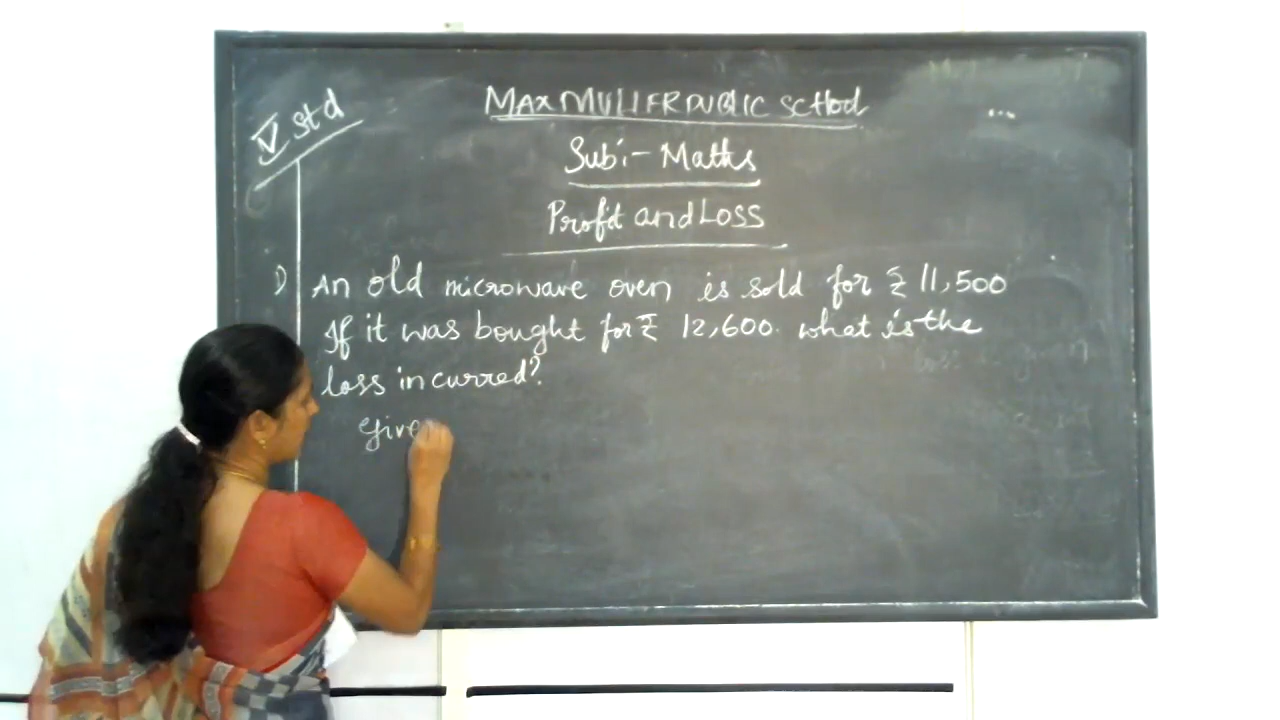 V Std
MAX MULLER PUBLIC SCHool
Sub:- Maths
Profit and Loss
1) An old microwave oven is sold for ₹ 11,500
If it was bought for ₹ 12,600. what is the
loss incurred?
Give